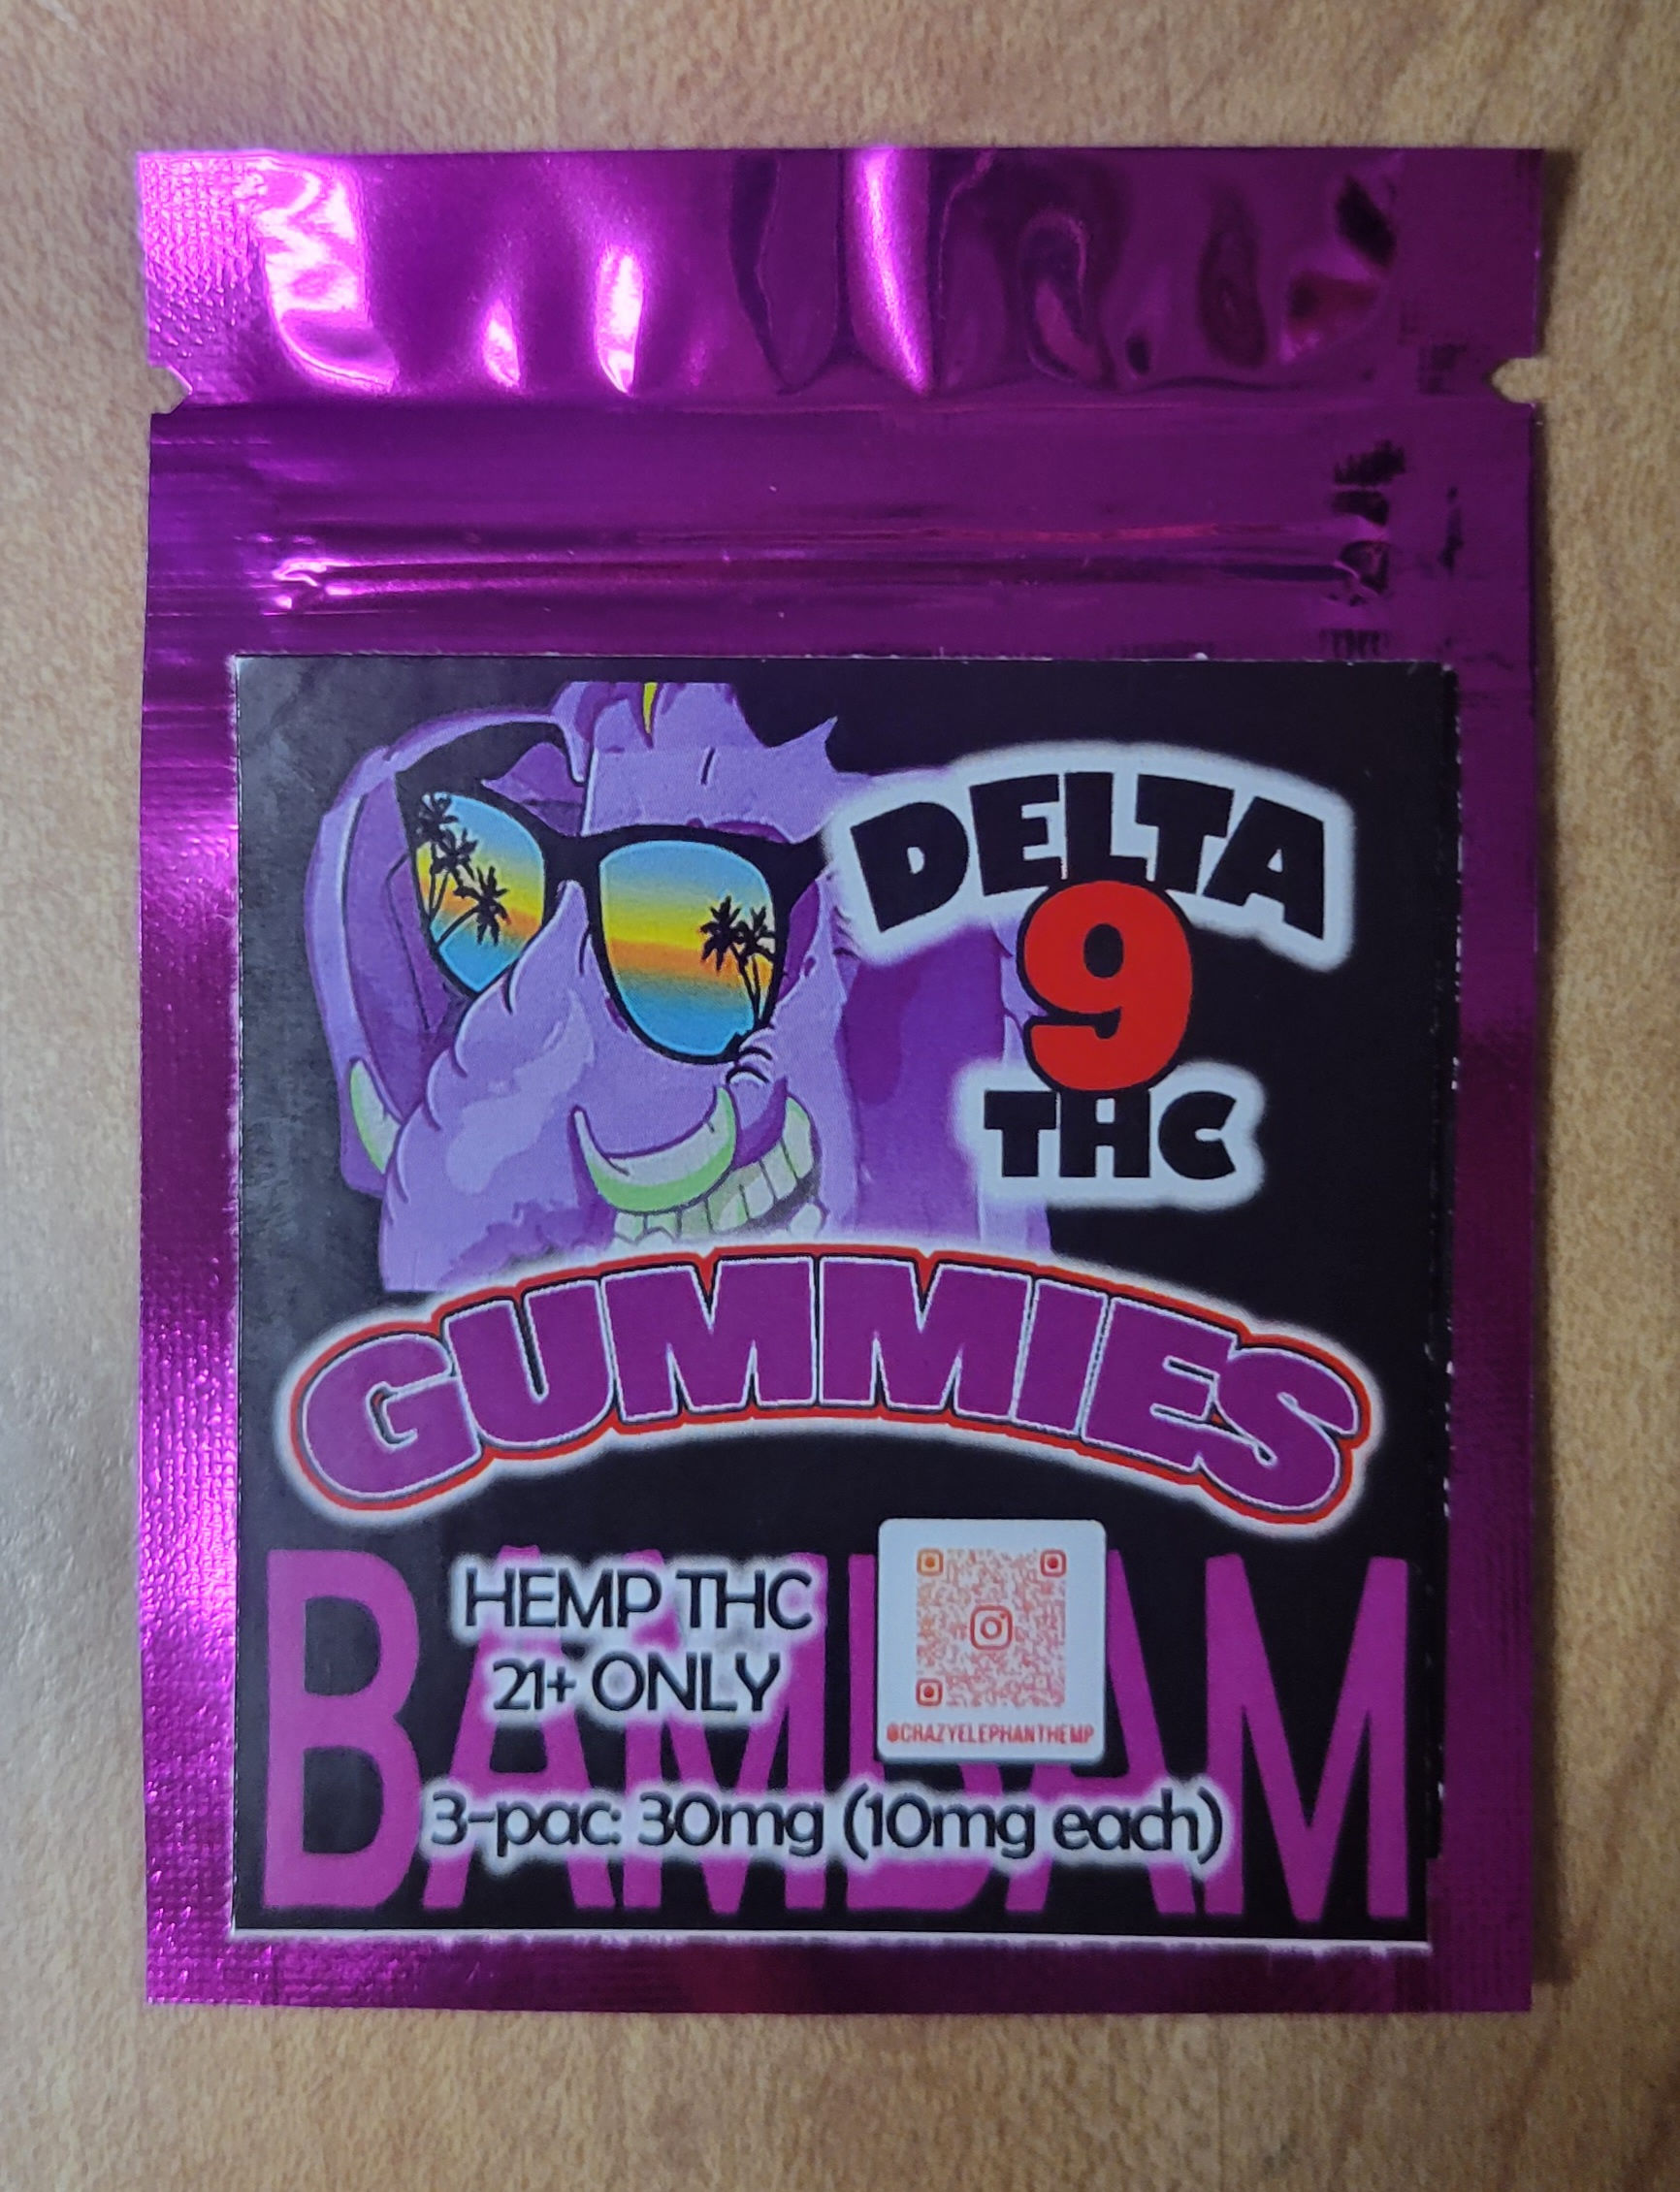 DELTA
9
THC
GUMMIES
BAMBAM
HEMP THC
21+ ONLY
@CRAZYELEPHANTHEMP
3-pac: 30mg (10mg each)